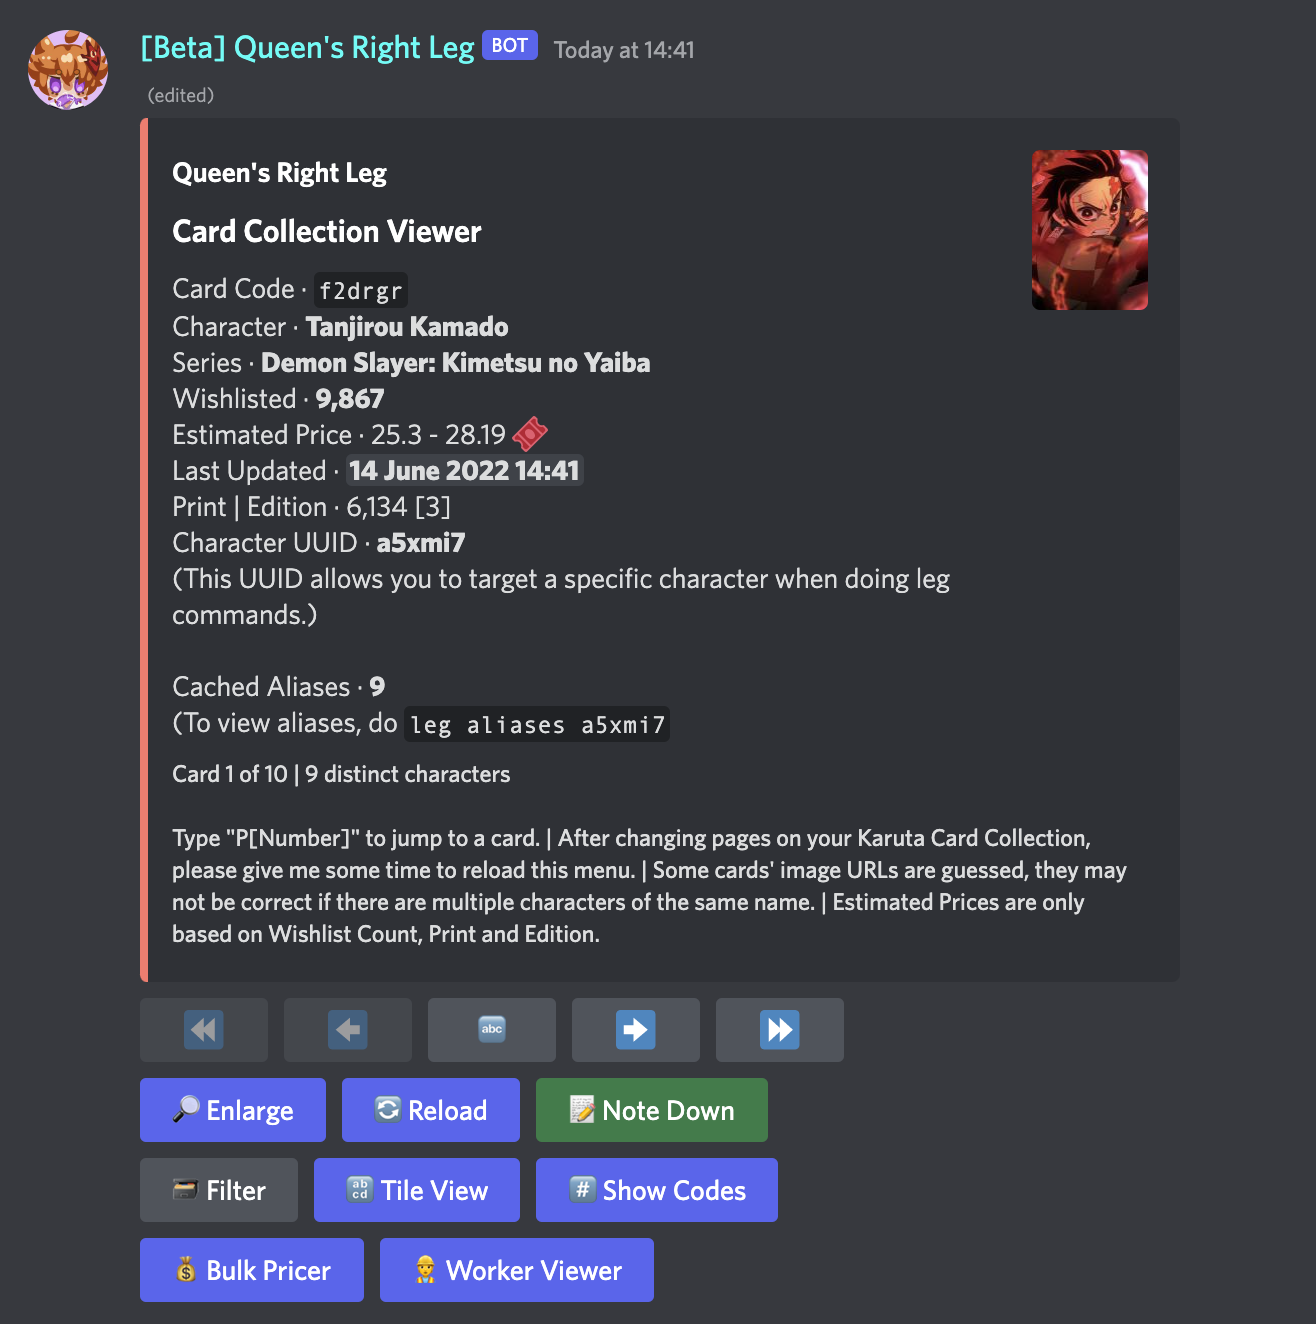 [Beta] Queen's Right Leg BOT Today at 14:41
(edited)
Queen's Right Leg
Card Collection Viewer
Card Code · f2drgr
Character · Tanjirou Kamado
Series · Demon Slayer: Kimetsu no Yaiba
Wishlisted · 9,867
Estimated Price · 25.3 - 28.19
Last Updated · 14 June 2022 14:41
Print | Edition · 6,134 [3]
Character UUID · a5xmi7
(This UUID allows you to target a specific character when doing leg
commands.)
Cached Aliases · 9
(To view aliases, do leg aliases a5xmi7
Card 1 of 10 | 9 distinct characters
Type "P[Number]" to jump to a card. | After changing pages on your Karuta Card Collection,
please give me some time to reload this menu. | Some cards' image URLs are guessed, they may
not be correct if there are multiple characters of the same name. | Estimated Prices are only
based on Wishlist Count, Print and Edition.
abc
Enlarge Reload Note Down
Filter abcd Tile View # Show Codes
$ Bulk Pricer Worker Viewer